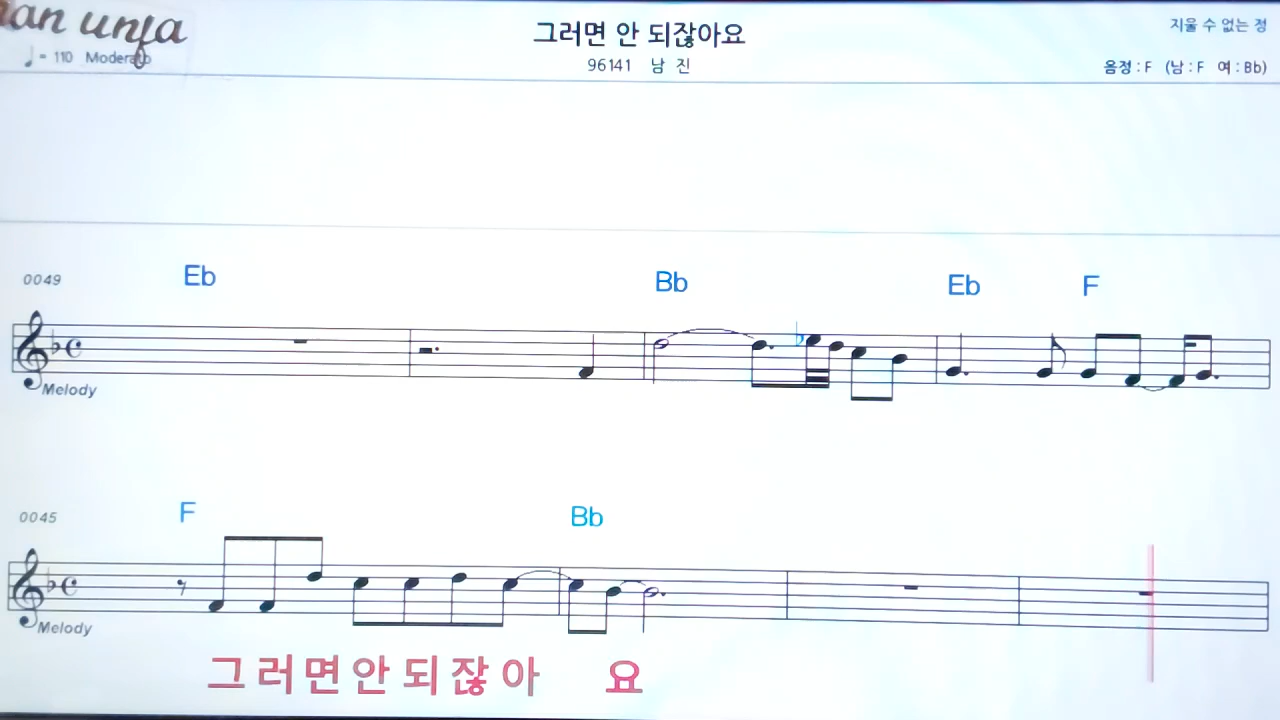 그러면 안 되잖아요
지울 수 없는 정
♩= 110 Moderato
96141 남 진
음정 : F (남 : F 여 : Bb)
0049 Eb Bb Eb F
Melody
0045 F Bb
Melody
그러면안되잖아 요